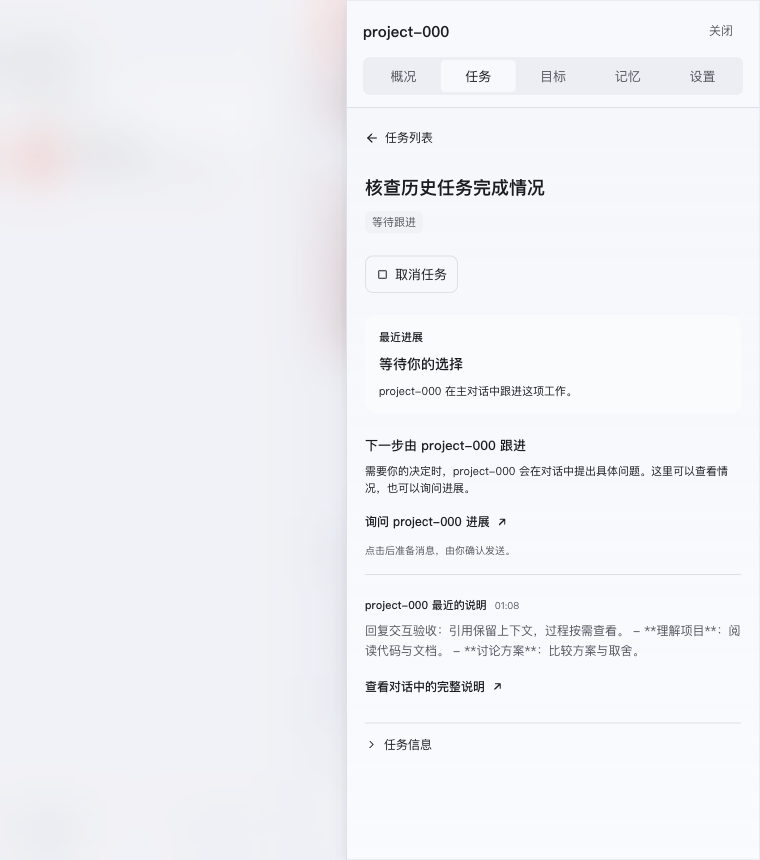 project-000
关闭
概况 任务 目标 记忆 设置
← 任务列表
核查历史任务完成情况
等待跟进
取消任务
最近进展
等待你的选择
project-000 在主对话中跟进这项工作。
下一步由 project-000 跟进
需要你的决定时，project-000 会在对话中提出具体问题。这里可以查看情
况，也可以询问进展。
询问 project-000 进展 ↗
点击后准备消息，由你确认发送。
project-000 最近的说明 01:08
回复交互验收：引用保留上下文，过程按需查看。 - **理解项目**：阅
读代码与文档。 - **讨论方案**：比较方案与取舍。
查看对话中的完整说明 ↗
任务信息